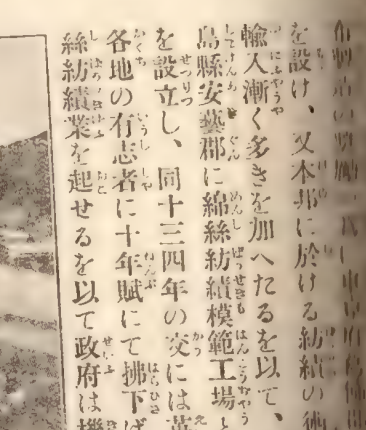 を設け、又本邦に於ける紡績の術
輸入漸く多きを加へたるを以て、
島縣安藝郡に綿絲紡績模範工場
を設立し、同十三四年の交には
各地の有志者に十年賦にて拂下
絲紡績業を起せるを以て政府は機